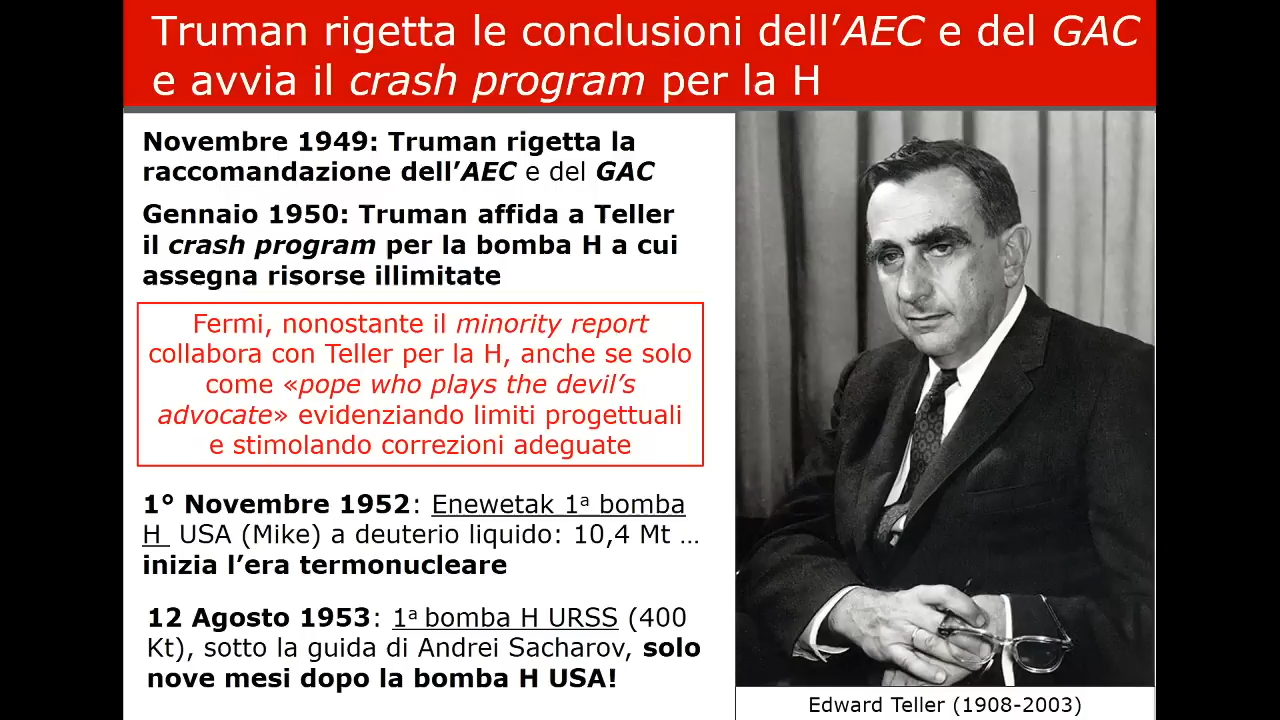 Truman rigetta le conclusioni dell’AEC e del GAC
e avvia il crash program per la H
Novembre 1949: Truman rigetta la
raccomandazione dell’AEC e del GAC
Gennaio 1950: Truman affida a Teller
il crash program per la bomba H a cui
assegna risorse illimitate
Fermi, nonostante il minority report
collabora con Teller per la H, anche se solo
come «pope who plays the devil’s
advocate» evidenziando limiti progettuali
e stimolando correzioni adeguate
1° Novembre 1952: Enewetak 1ª bomba
H USA (Mike) a deuterio liquido: 10,4 Mt …
inizia l’era termonucleare
12 Agosto 1953: 1ª bomba H URSS (400
Kt), sotto la guida di Andrei Sacharov, solo
nove mesi dopo la bomba H USA!
Edward Teller (1908-2003)